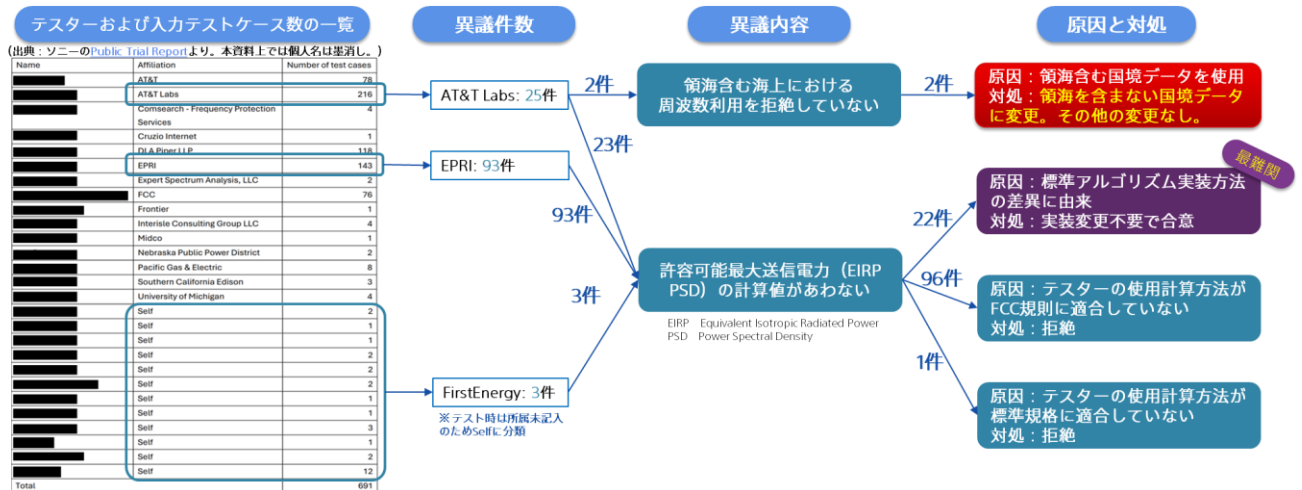 テスターおよび入力テストケース数の一覧
(出典：ソニーのPublic Trial Reportより。本資料上では個人名は墨消し。)
Name Affiliation Number of test cases
AT&T 78
AT&T Labs 216
Comsearch - Frequency Protection Services 4
Cruzio Internet 1
DLA Piper LLP 118
EPRI 143
Expert Spectrum Analysis, LLC 2
FCC 76
Frontier 1
Interisle Consulting Group LLC 4
Midco 1
Nebraska Public Power District 2
Pacific Gas & Electric 8
Southern California Edison 3
University of Michigan 4
Self 2
Self 1
Self 1
Self 2
Self 2
Self 2
Self 1
Self 1
Self 3
Self 1
Self 2
Self 12
Total 691
異議件数
AT&T Labs: 25件
EPRI: 93件
FirstEnergy: 3件
※テスト時は所属未記入
のためSelfに分類
2件
23件
93件
3件
異議内容
領海含む海上における
周波数利用を拒絶していない
許容可能最大送信電力（EIRP
PSD）の計算値があわない
EIRP Equivalent Isotropic Radiated Power
PSD Power Spectral Density
2件
22件
96件
1件
原因と対処
原因：領海含む国境データを使用
対処：領海を含まない国境データ
に変更。その他の変更なし。
最難関
原因：標準アルゴリズム実装方法
の差異に由来
対処：実装変更不要で合意
原因：テスターの使用計算方法が
FCC規則に適合していない
対処：拒絶
原因：テスターの使用計算方法が
標準規格に適合していない
対処：拒絶